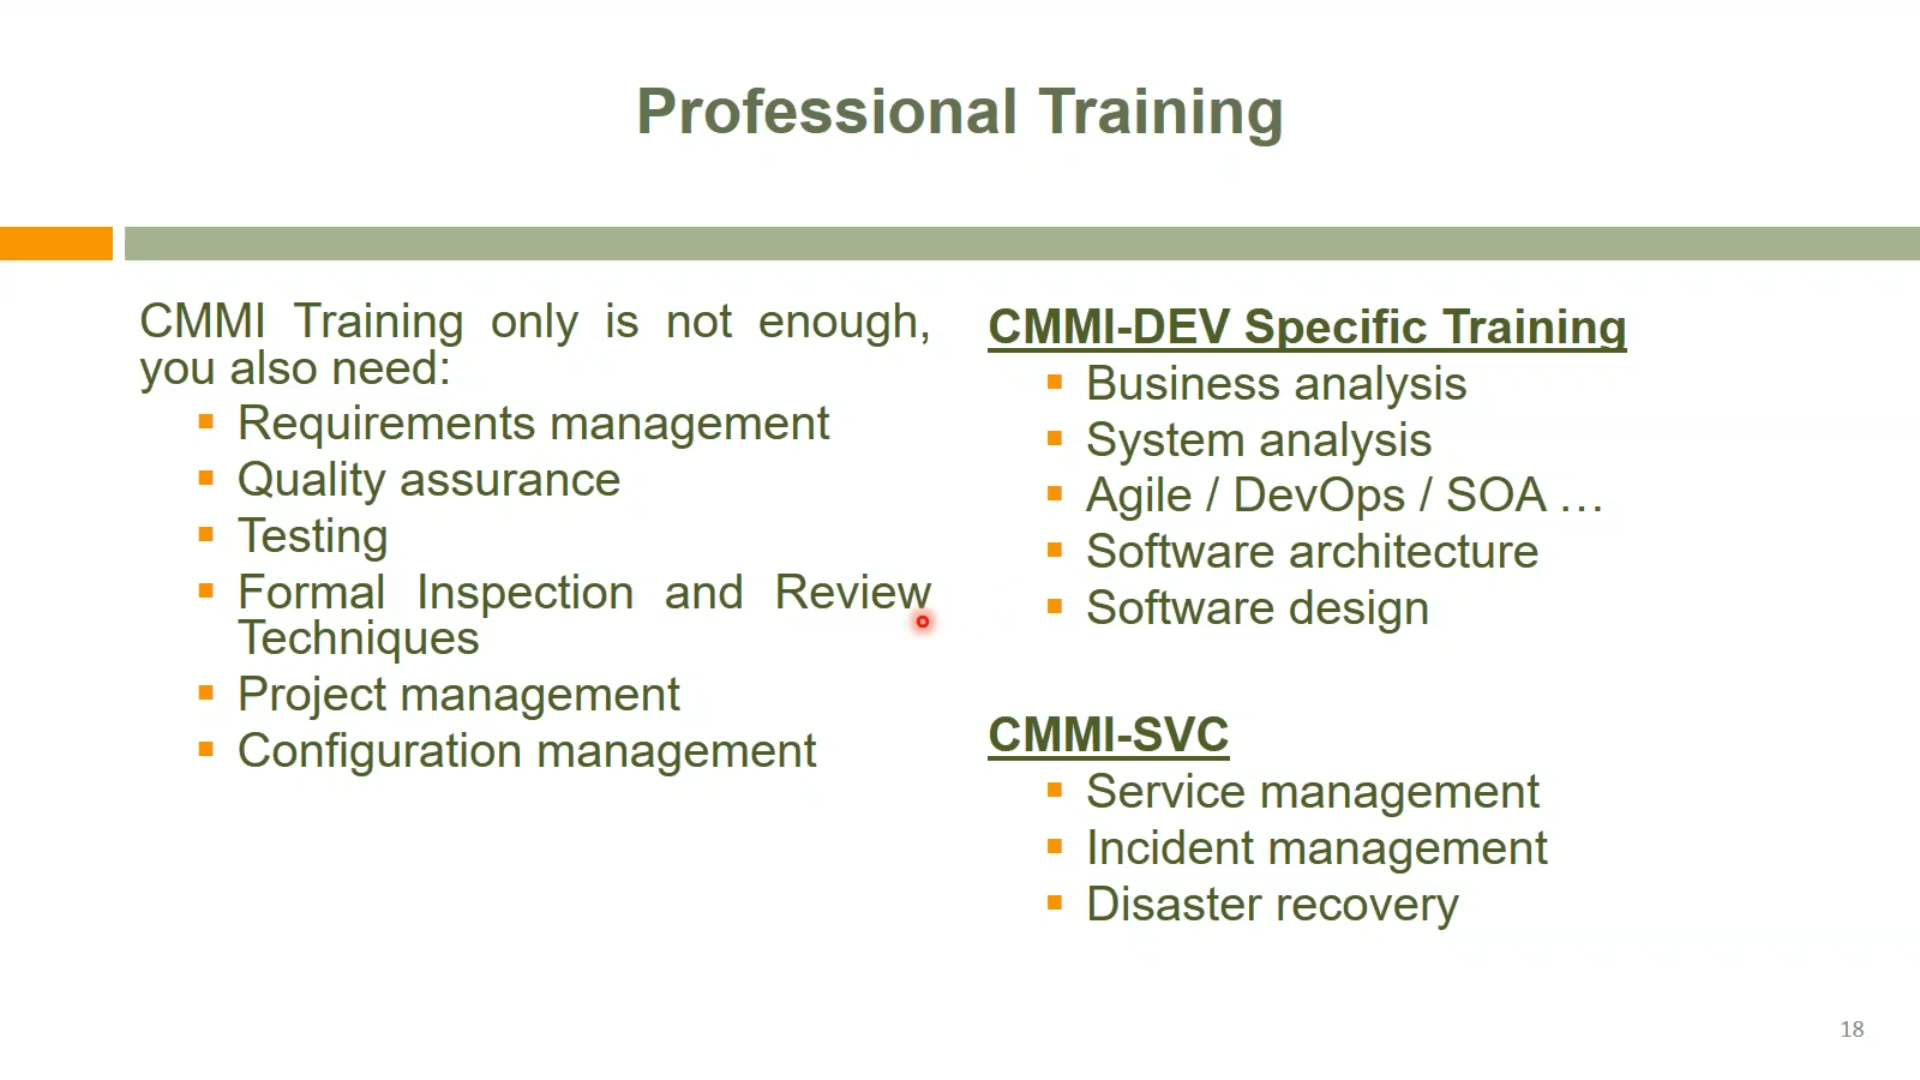 Professional Training
CMMI Training only is not enough,
you also need:
Requirements management
Quality assurance
Testing
Formal Inspection and Review
Techniques
Project management
Configuration management
CMMI-DEV Specific Training
Business analysis
System analysis
Agile / DevOps / SOA …
Software architecture
Software design
CMMI-SVC
Service management
Incident management
Disaster recovery
18